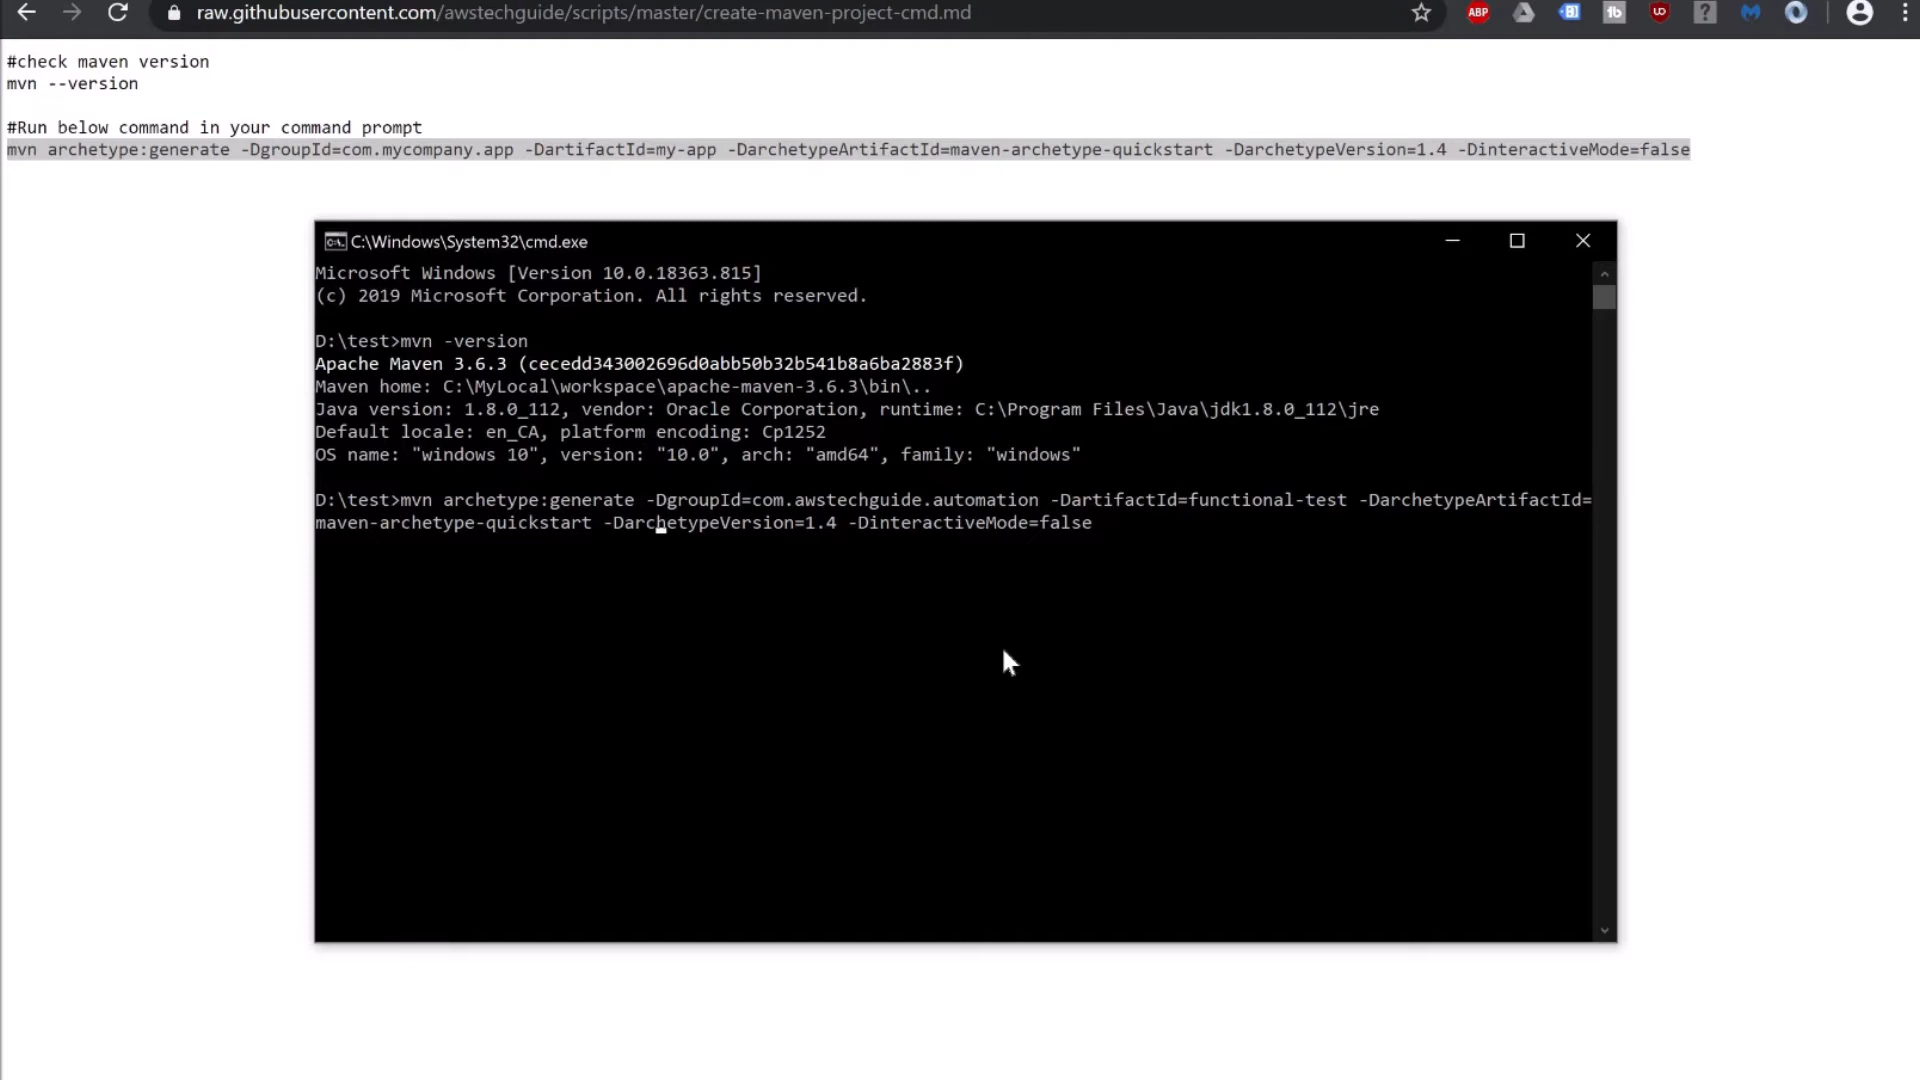 raw.githubusercontent.com/awstechguide/scripts/master/create-maven-project-cmd.md
ABP
tb
#check maven version
mvn --version
#Run below command in your command prompt
mvn archetype:generate -DgroupId=com.mycompany.app -DartifactId=my-app -DarchetypeArtifactId=maven-archetype-quickstart -DarchetypeVersion=1.4 -DinteractiveMode=false
C:\Windows\System32\cmd.exe
Microsoft Windows [Version 10.0.18363.815]
(c) 2019 Microsoft Corporation. All rights reserved.
D:\test>mvn -version
Apache Maven 3.6.3 (cecedd343002696d0abb50b32b541b8a6ba2883f)
Maven home: C:\MyLocal\workspace\apache-maven-3.6.3\bin\..
Java version: 1.8.0_112, vendor: Oracle Corporation, runtime: C:\Program Files\Java\jdk1.8.0_112\jre
Default locale: en_CA, platform encoding: Cp1252
OS name: "windows 10", version: "10.0", arch: "amd64", family: "windows"
D:\test>mvn archetype:generate -DgroupId=com.awstechguide.automation -DartifactId=functional-test -DarchetypeArtifactId=
maven-archetype-quickstart -DarchetypeVersion=1.4 -DinteractiveMode=false